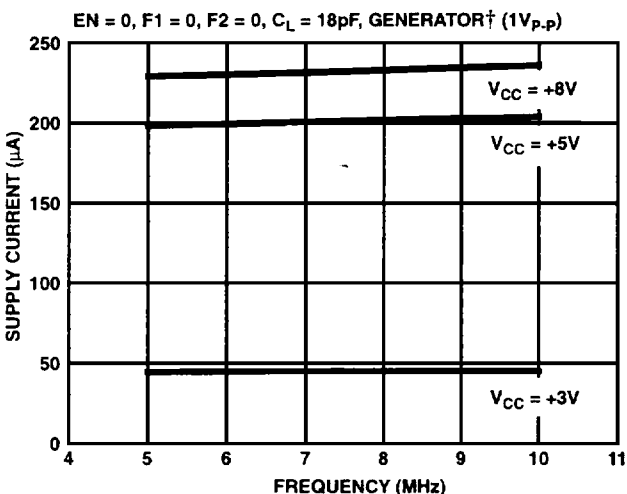 EN = 0, F1 = 0, F2 = 0, CL = 18pF, GENERATOR† (1VP-P)
250
200
150
100
50
0
SUPPLY CURRENT (µA)
VCC = +8V
VCC = +5V
VCC = +3V
4 5 6 7 8 9 10 11
FREQUENCY (MHz)